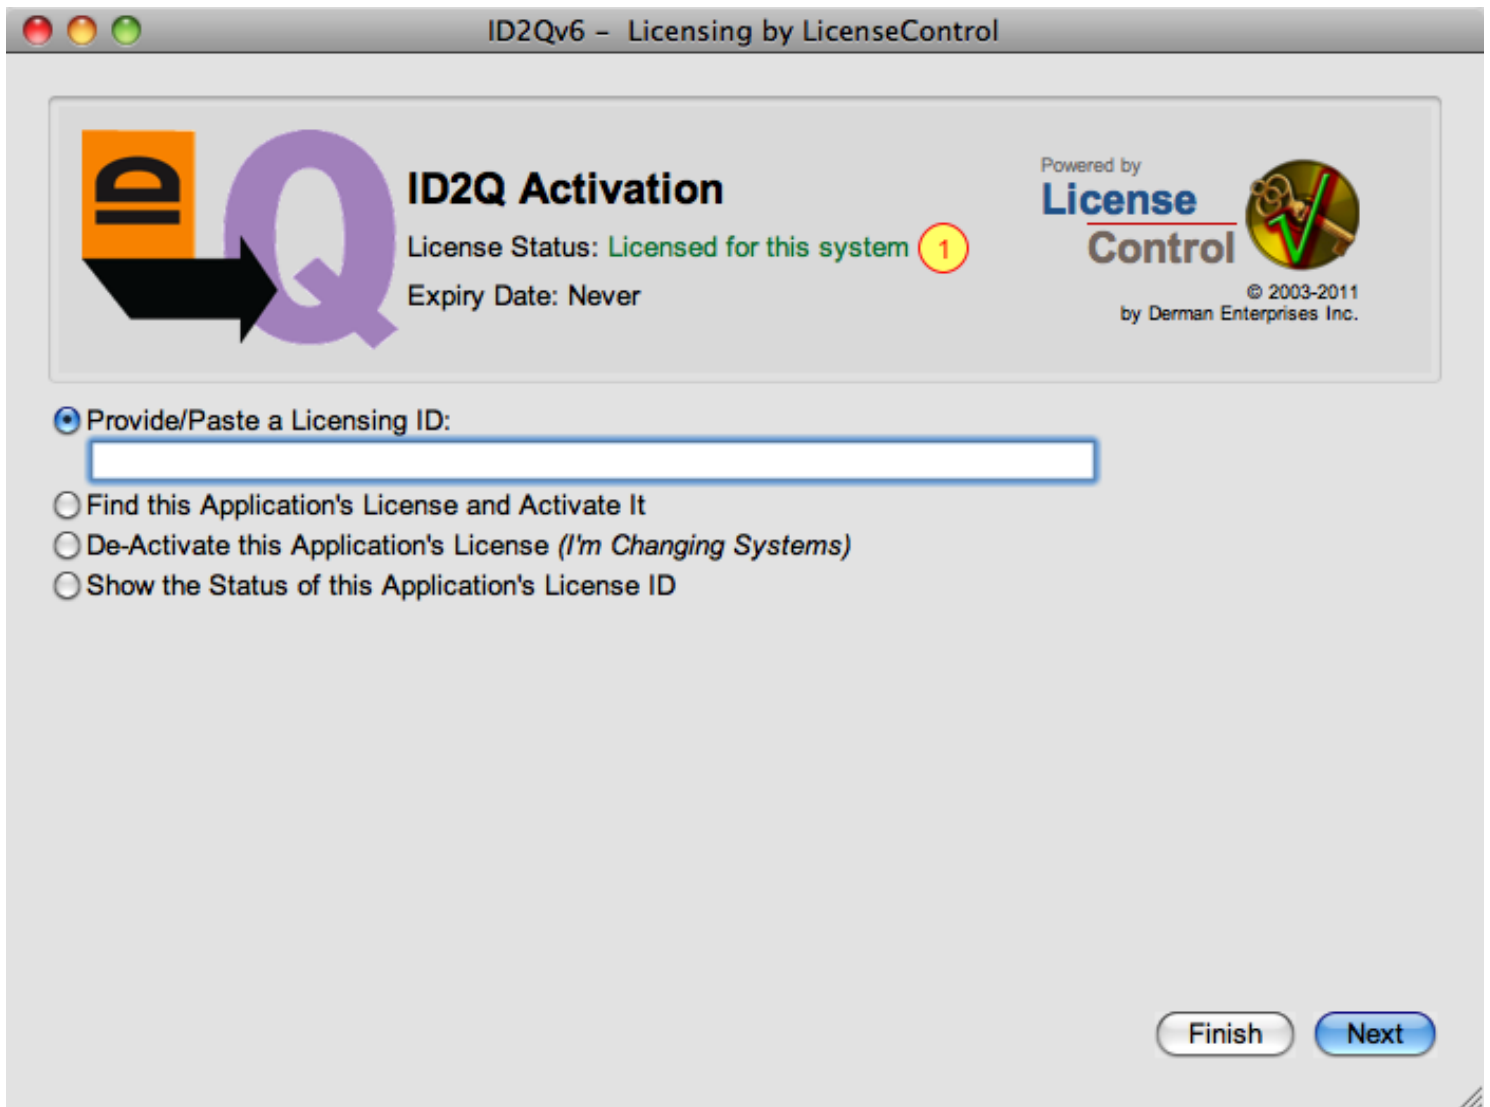 ID2Qv6 – Licensing by LicenseControl
ID
Q
ID2Q Activation
License Status: Licensed for this system 1
Expiry Date: Never
Powered by
License
Control
© 2003-2011
by Derman Enterprises Inc.
Provide/Paste a Licensing ID:
Find this Application's License and Activate It
De-Activate this Application's License (I'm Changing Systems)
Show the Status of this Application's License ID
Finish Next